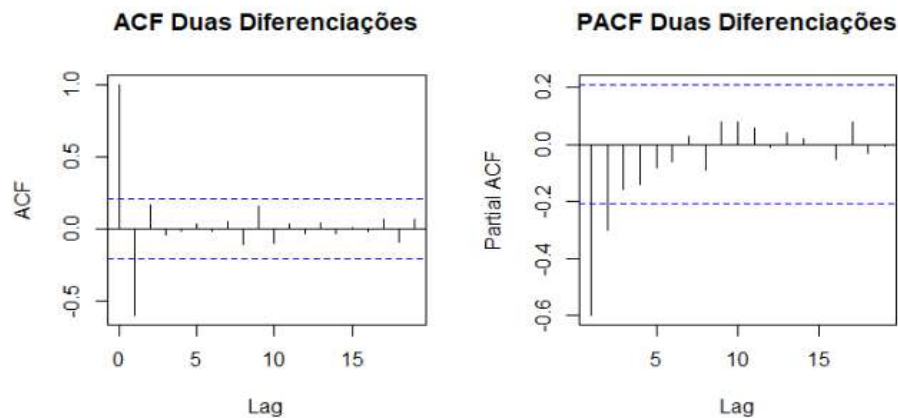 ACF Duas Diferenciações
ACF
1.0
0.5
0.0
-0.5
0
5
10
15
Lag
PACF Duas Diferenciações
Partial ACF
0.2
0.0
-0.2
-0.4
-0.6
5
10
15
Lag